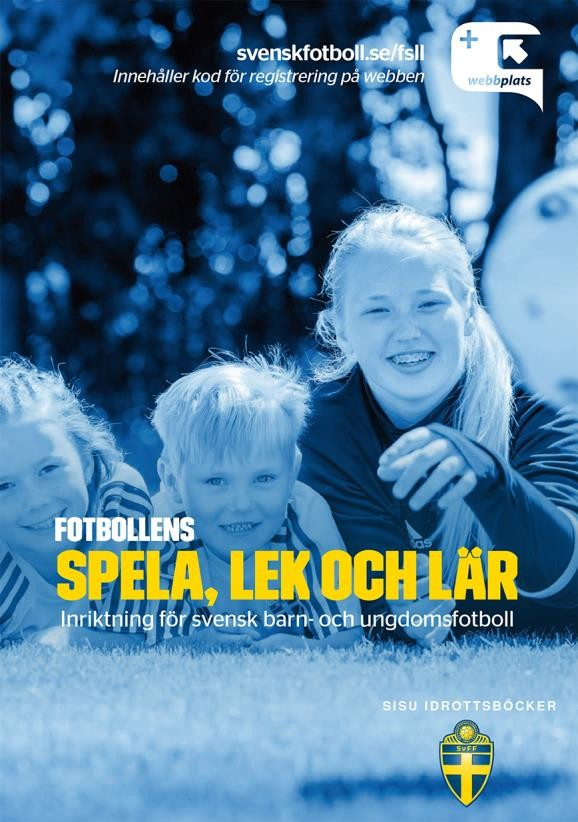 svenskfotboll.se/fsll
Innehåller kod för registrering på webben
webbplats
FOTBOLLENS
SPELA, LEK OCH LÄR
Inriktning för svensk barn- och ungdomsfotboll
SISU IDROTTSBÖCKER
SvFF